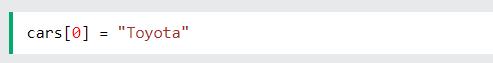 cars[0] = "Toyota"